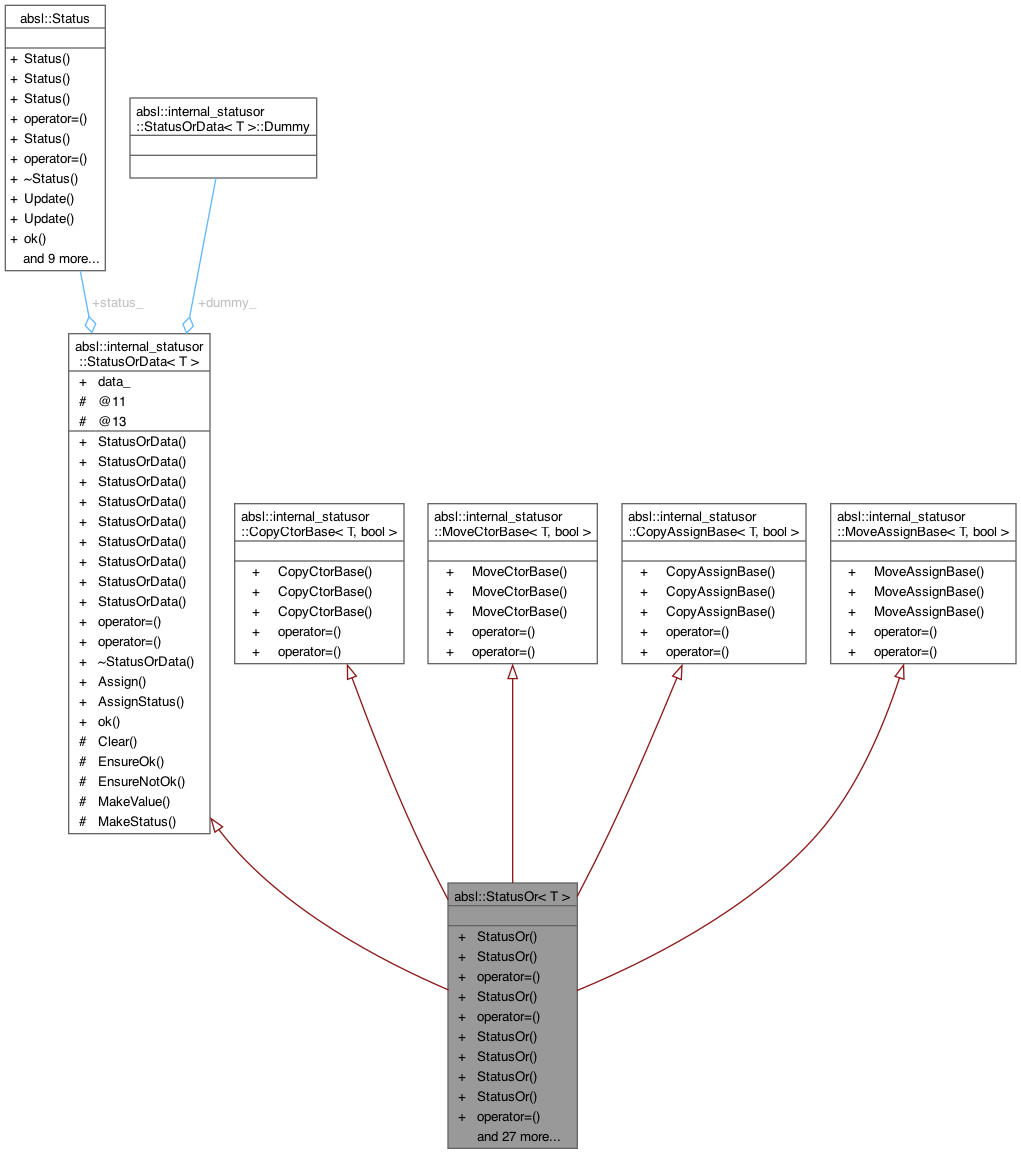 absl::Status
+ Status()
+ Status()
+ Status()
+ operator=()
+ Status()
+ operator=()
+ ~Status()
+ Update()
+ Update()
+ ok()
and 9 more...
absl::internal_statusor
::StatusOrData< T >::Dummy
+status_
+dummy_
absl::internal_statusor
::StatusOrData< T >
+ data_
# @11
# @13
+ StatusOrData()
+ StatusOrData()
+ StatusOrData()
+ StatusOrData()
+ StatusOrData()
+ StatusOrData()
+ StatusOrData()
+ StatusOrData()
+ StatusOrData()
+ operator=()
+ operator=()
+ ~StatusOrData()
+ Assign()
+ AssignStatus()
+ ok()
# Clear()
# EnsureOk()
# EnsureNotOk()
# MakeValue()
# MakeStatus()
absl::internal_statusor
::CopyCtorBase< T, bool >
+ CopyCtorBase()
+ CopyCtorBase()
+ CopyCtorBase()
+ operator=()
+ operator=()
absl::internal_statusor
::MoveCtorBase< T, bool >
+ MoveCtorBase()
+ MoveCtorBase()
+ MoveCtorBase()
+ operator=()
+ operator=()
absl::internal_statusor
::CopyAssignBase< T, bool >
+ CopyAssignBase()
+ CopyAssignBase()
+ CopyAssignBase()
+ operator=()
+ operator=()
absl::internal_statusor
::MoveAssignBase< T, bool >
+ MoveAssignBase()
+ MoveAssignBase()
+ MoveAssignBase()
+ operator=()
+ operator=()
absl::StatusOr< T >
+ StatusOr()
+ StatusOr()
+ operator=()
+ StatusOr()
+ operator=()
+ StatusOr()
+ StatusOr()
+ StatusOr()
+ StatusOr()
+ operator=()
and 27 more...